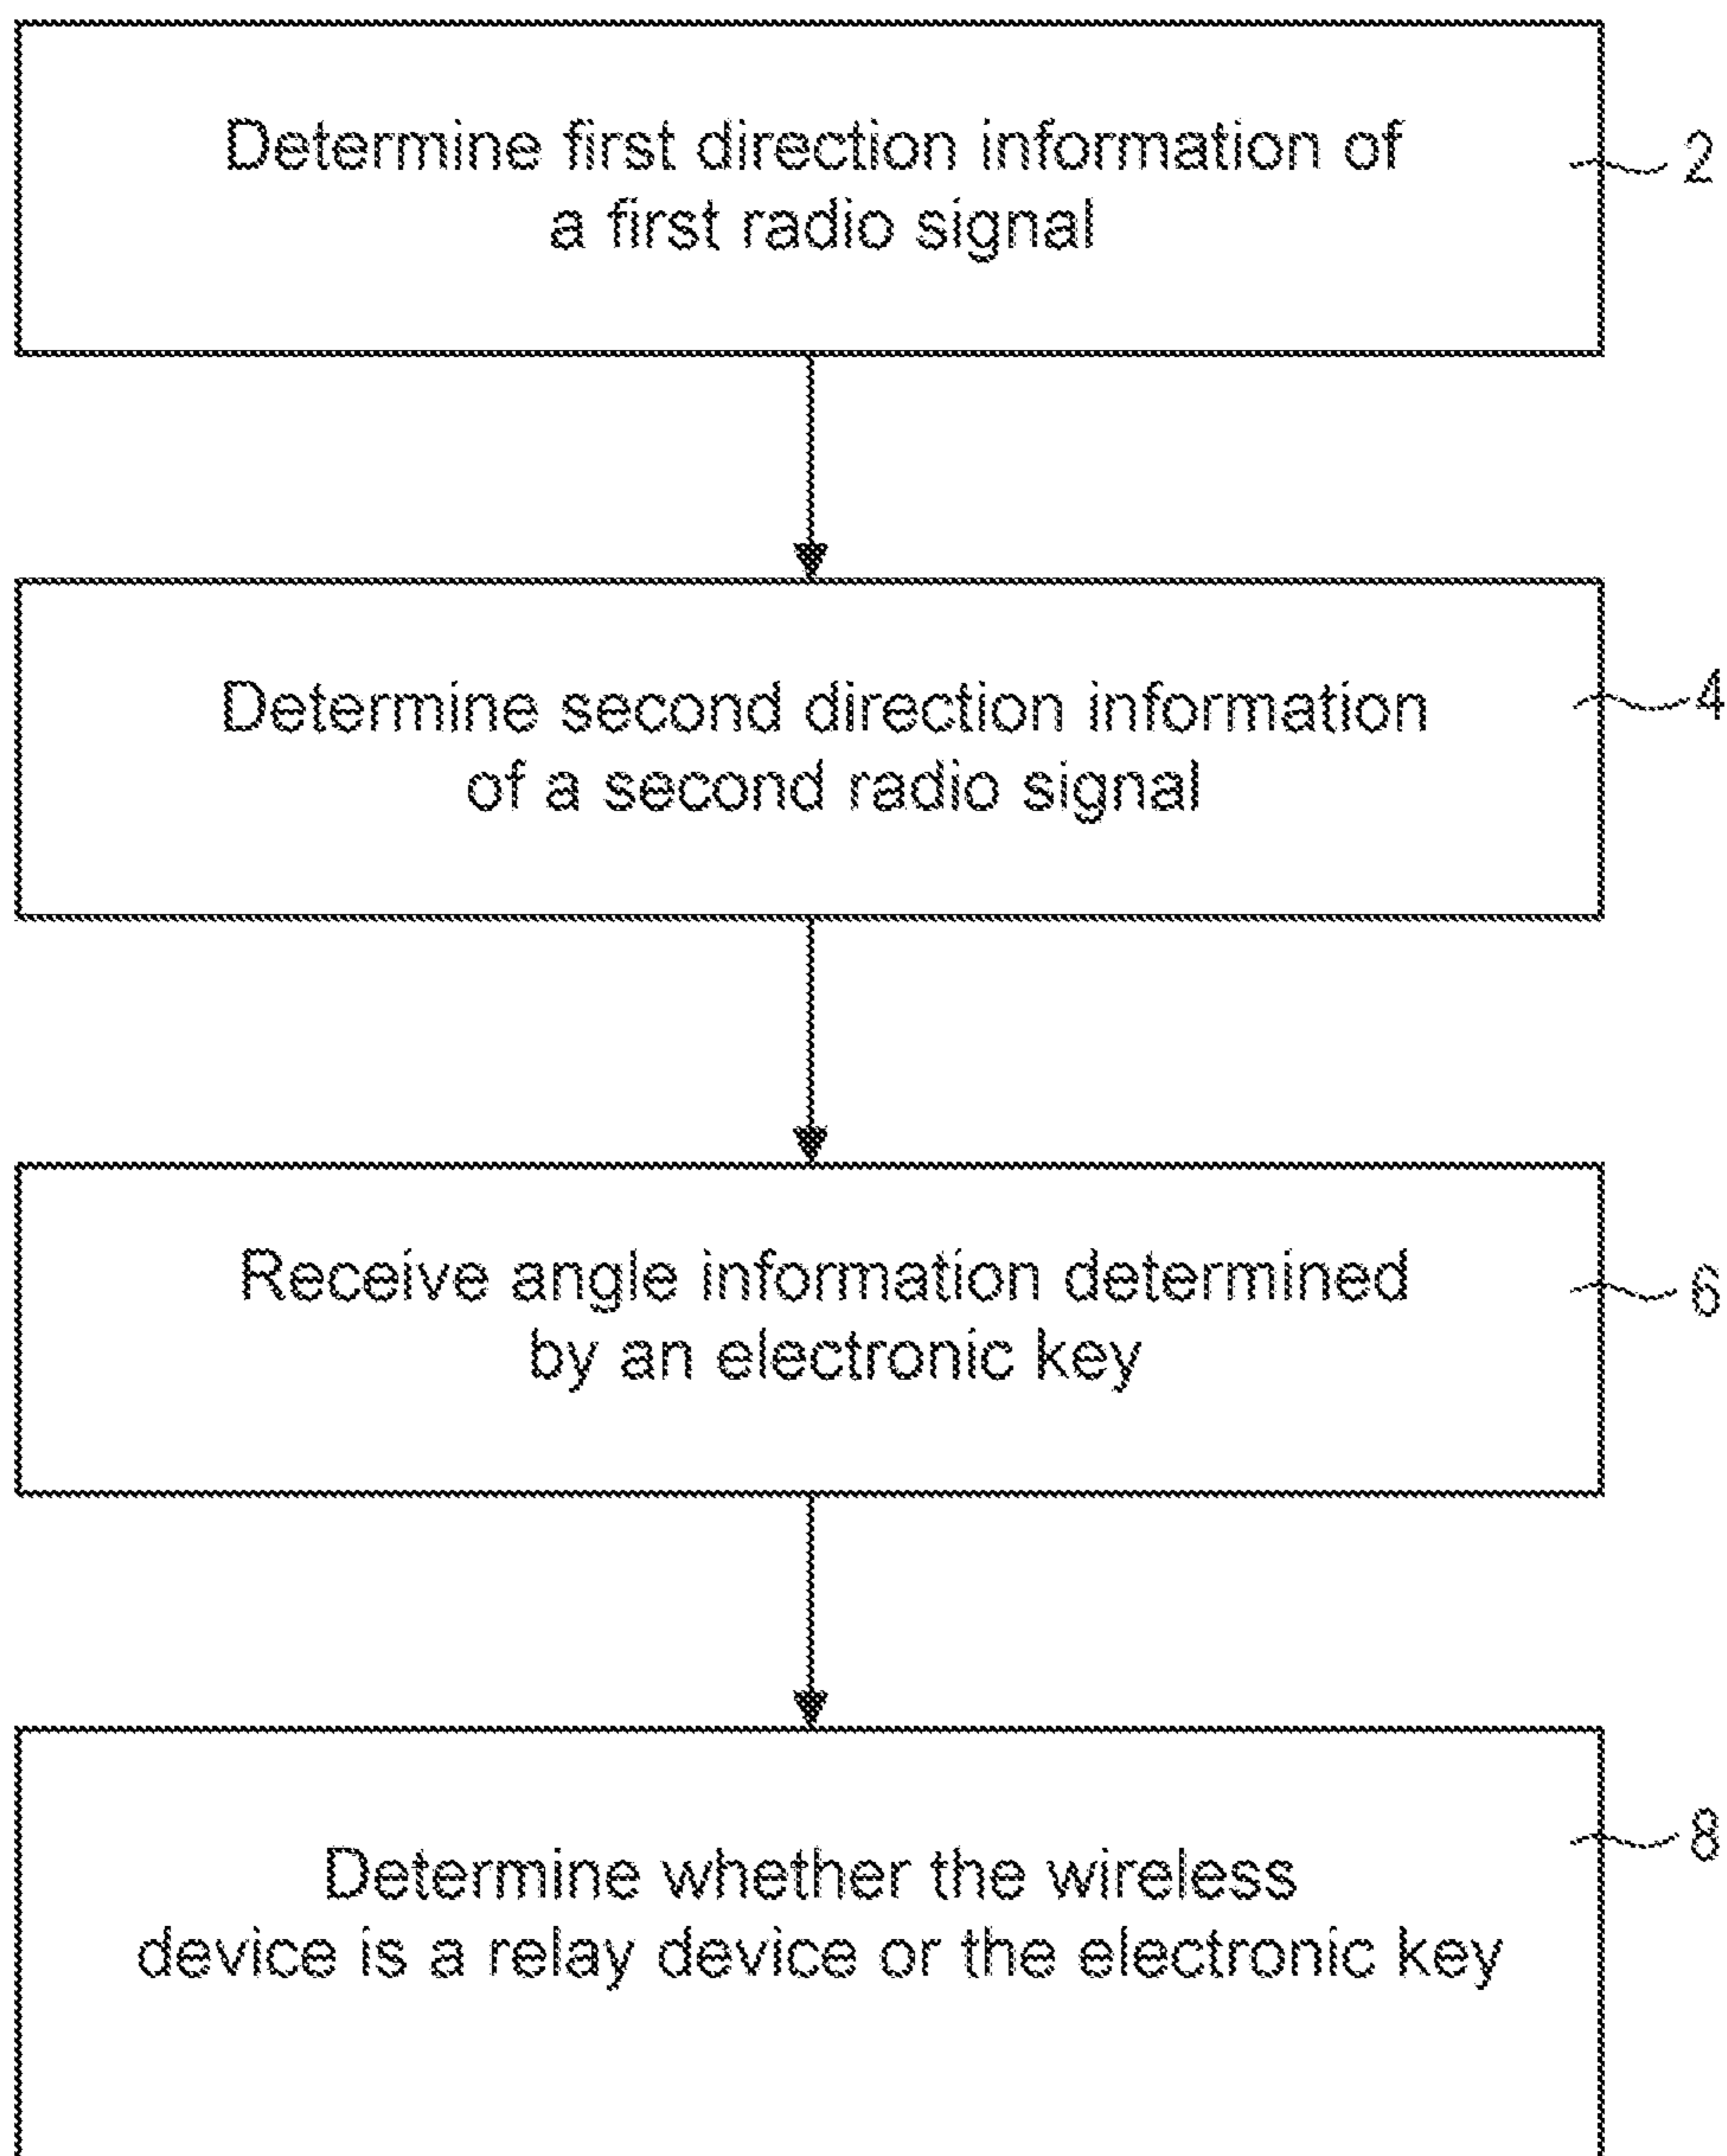 Determine first direction information of
a first radio signal
2
Determine second direction information
of a second radio signal
4
Receive angle information determined
by an electronic key
6
Determine whether the wireless
device is a relay device or the electronic key
8